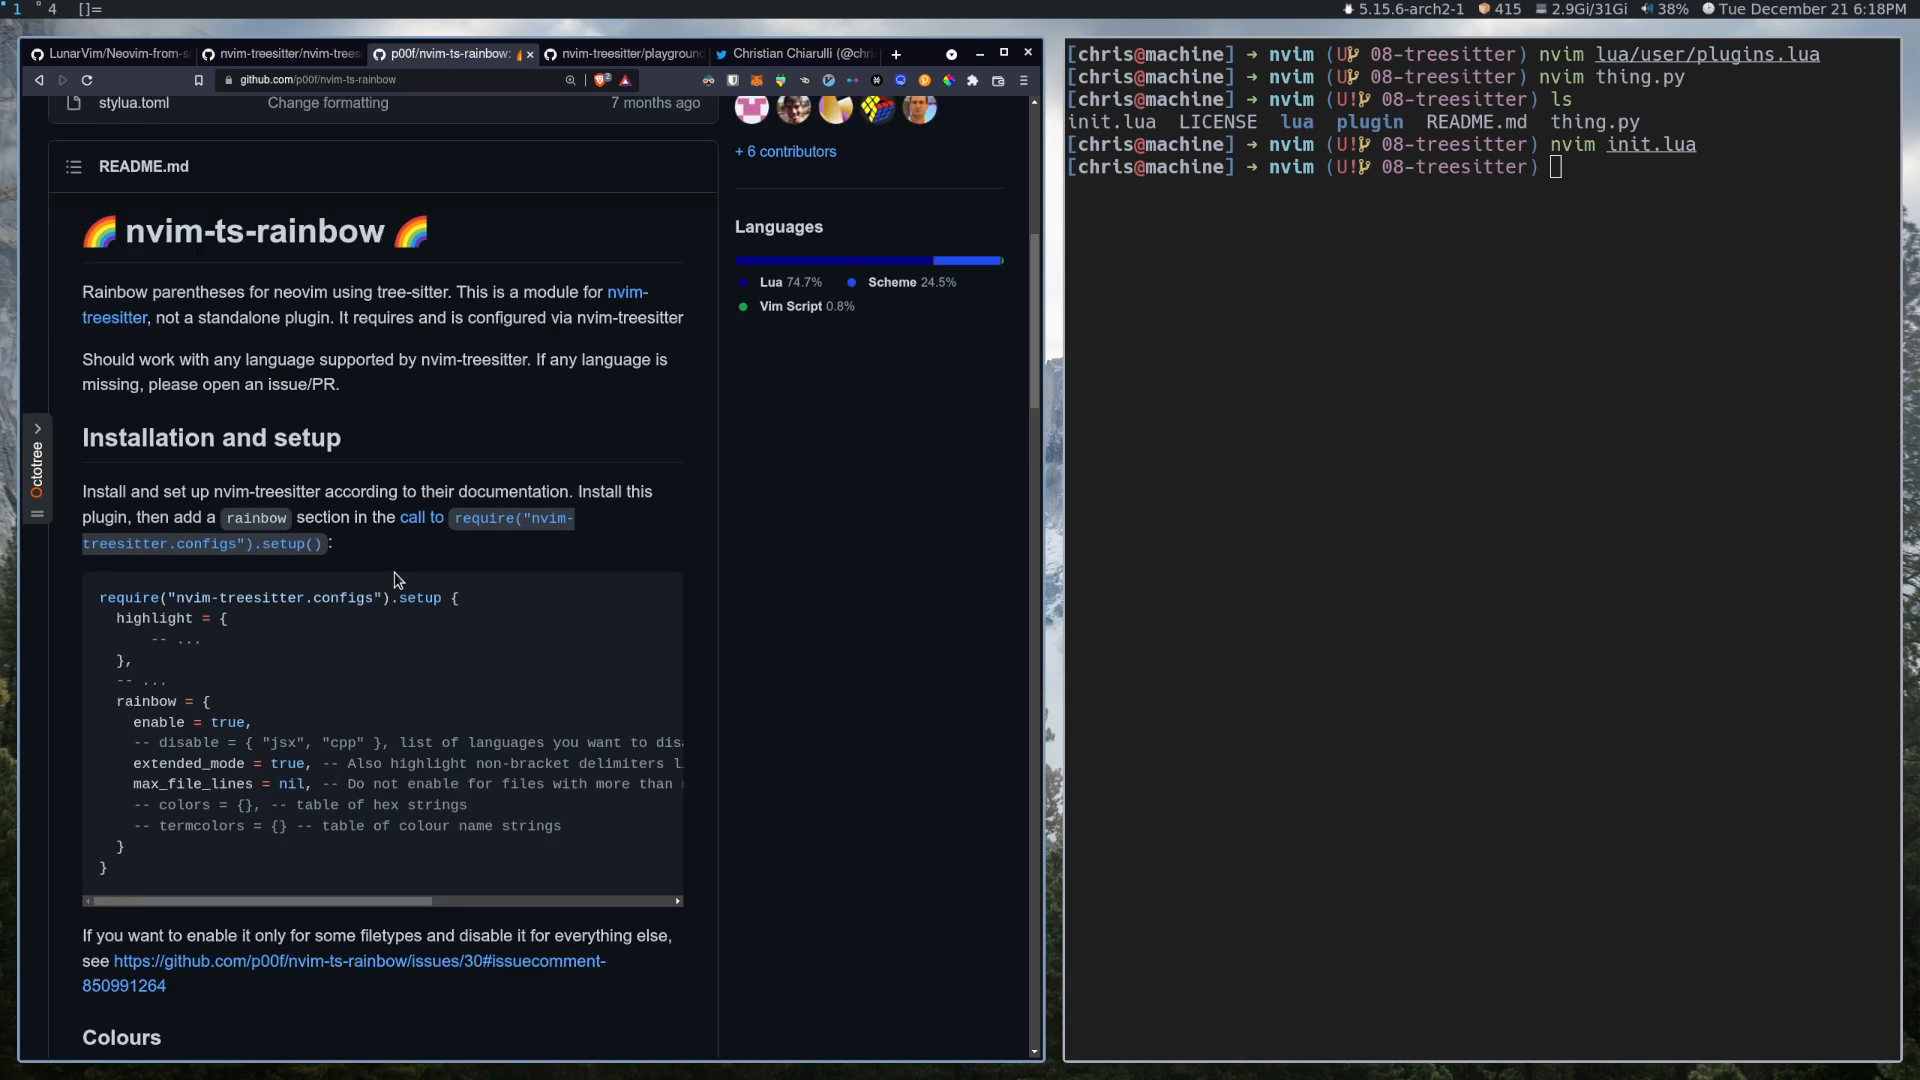 1 4 []=
5.15.6-arch2-1 415 2.9Gi/31Gi 38% Tue December 21 6:18PM
LunarVim/Neovim-from-s
nvim-treesitter/nvim-trees
p00f/nvim-ts-rainbow:
nvim-treesitter/playground
Christian Chiarulli (@chri
github.com/p00f/nvim-ts-rainbow
stylua.toml Change formatting 7 months ago
README.md
nvim-ts-rainbow
Rainbow parentheses for neovim using tree-sitter. This is a module for nvim-
treesitter, not a standalone plugin. It requires and is configured via nvim-treesitter
Should work with any language supported by nvim-treesitter. If any language is
missing, please open an issue/PR.
Octotree
Installation and setup
Install and set up nvim-treesitter according to their documentation. Install this
plugin, then add a rainbow section in the call to require("nvim-
treesitter.configs").setup() :
require("nvim-treesitter.configs").setup {
highlight = {
-- ...
},
-- ...
rainbow = {
enable = true,
-- disable = { "jsx", "cpp" }, list of languages you want to disa
extended_mode = true, -- Also highlight non-bracket delimiters l
max_file_lines = nil, -- Do not enable for files with more than
-- colors = {}, -- table of hex strings
-- termcolors = {} -- table of colour name strings
}
}
If you want to enable it only for some filetypes and disable it for everything else,
see https://github.com/p00f/nvim-ts-rainbow/issues/30#issuecomment-
850991264
Colours
+ 6 contributors
Languages
Lua 74.7% Scheme 24.5%
Vim Script 0.8%
[chris@machine] → nvim (U 08-treesitter) nvim lua/user/plugins.lua
[chris@machine] → nvim (U 08-treesitter) nvim thing.py
[chris@machine] → nvim (U! 08-treesitter) ls
init.lua LICENSE lua plugin README.md thing.py
[chris@machine] → nvim (U! 08-treesitter) nvim init.lua
[chris@machine] → nvim (U! 08-treesitter)